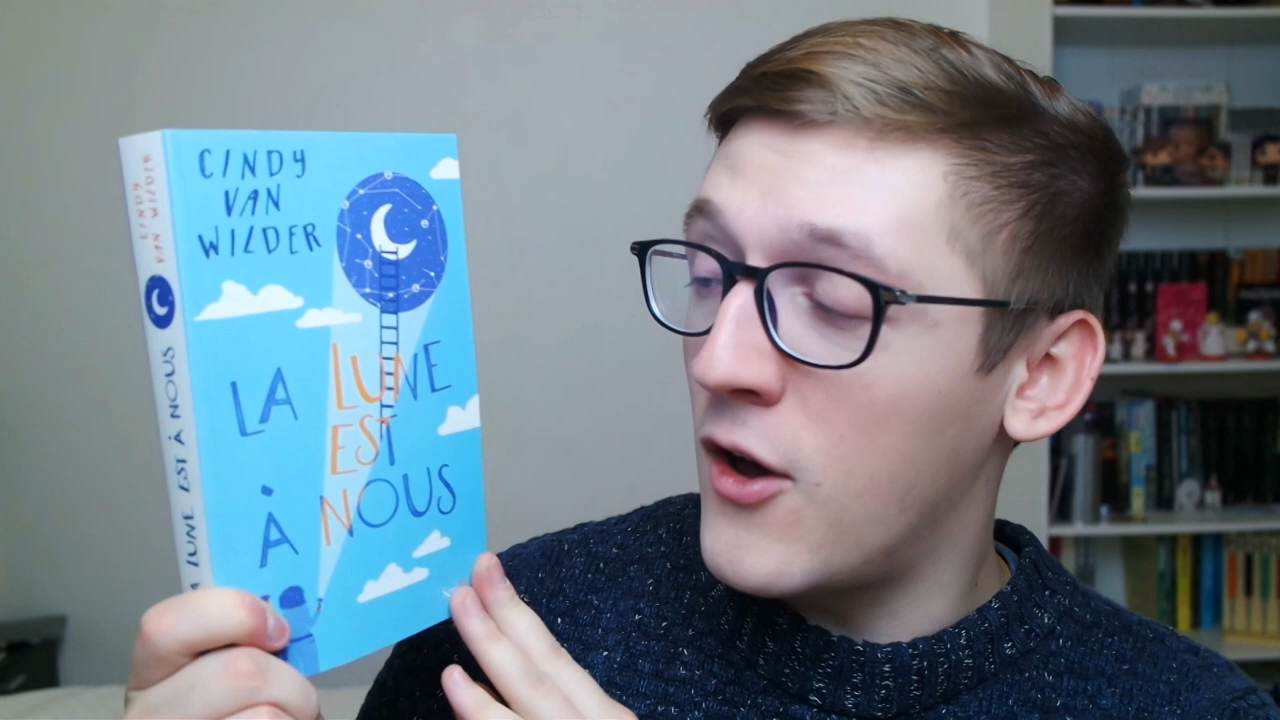 CINDY
VAN
WILDER
LA LUNE
EST
À NOUS
CINDY
VAN WILDER
LA LUNE EST À NOUS